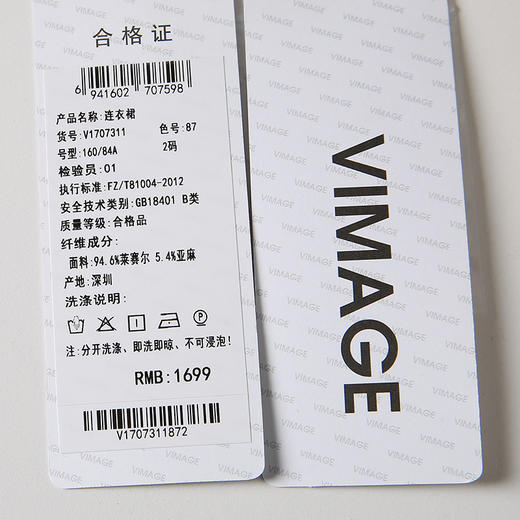 合格证
6 941602 707598
产品名称:连衣裙
货号:V1707311 色号:87
号型:160/84A 2码
检验员:01
执行标准:FZ/T81004-2012
安全技术类别:GB18401 B类
质量等级:合格品
纤维成分:
面料:94.6%莱赛尔 5.4%亚麻
产地:深圳
洗涤说明:
注:分开洗涤、即洗即晾、不可浸泡!
RMB:1699
V1707311872
VIMAGE